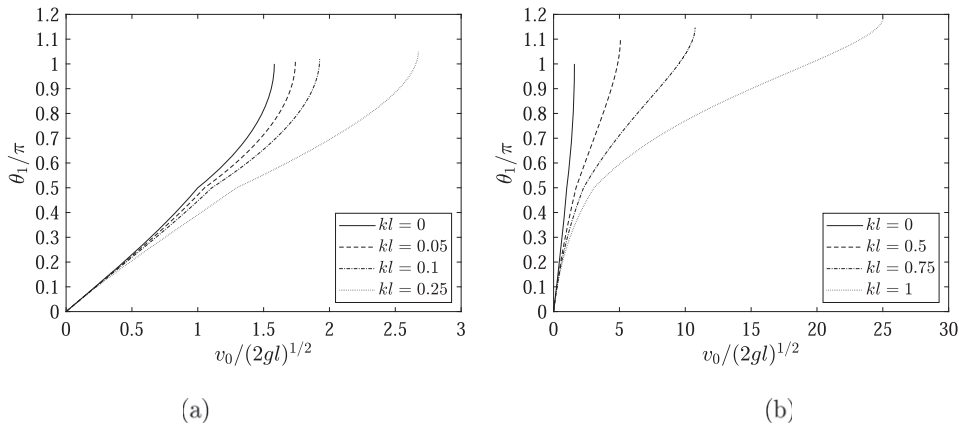 1.2
1.1
1
0.9
0.8
0.7
0.6
0.5
0.4
0.3
0.2
0.1
0
θ₁/π
kl = 0
kl = 0.05
kl = 0.1
kl = 0.25
0 0.5 1 1.5 2 2.5 3
v₀/(2gl)^{1/2}
(a)
1.2
1.1
1
0.9
0.8
0.7
0.6
0.5
0.4
0.3
0.2
0.1
0
θ₁/π
kl = 0
kl = 0.5
kl = 0.75
kl = 1
0 5 10 15 20 25 30
v₀/(2gl)^{1/2}
(b)